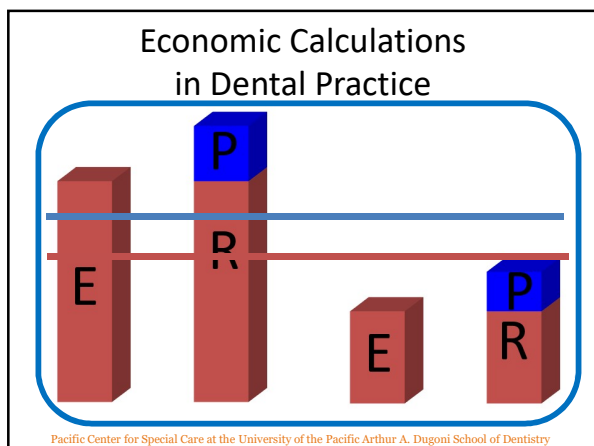 Economic Calculations
in Dental Practice
P
R
E
P
E
R
Pacific Center for Special Care at the University of the Pacific Arthur A. Dugoni School of Dentistry